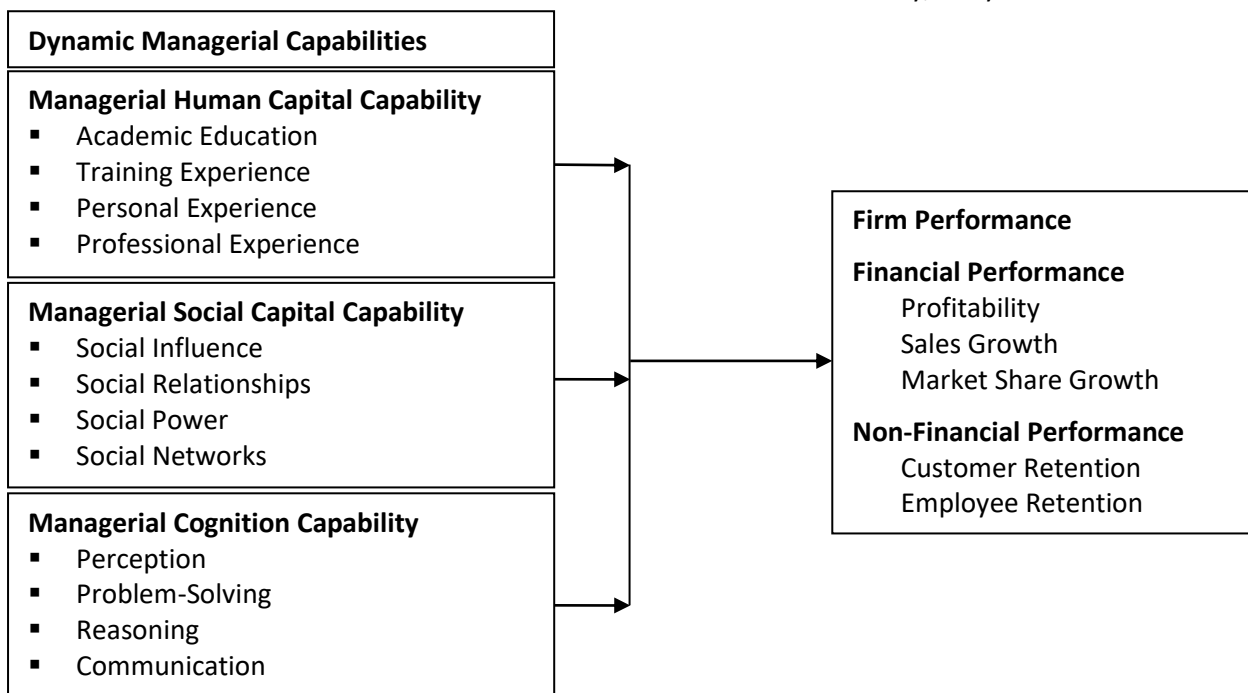 Dynamic Managerial Capabilities
Managerial Human Capital Capability
▪ Academic Education
▪ Training Experience
▪ Personal Experience
▪ Professional Experience
Managerial Social Capital Capability
▪ Social Influence
▪ Social Relationships
▪ Social Power
▪ Social Networks
Managerial Cognition Capability
▪ Perception
▪ Problem-Solving
▪ Reasoning
▪ Communication
Firm Performance
Financial Performance
Profitability
Sales Growth
Market Share Growth
Non-Financial Performance
Customer Retention
Employee Retention